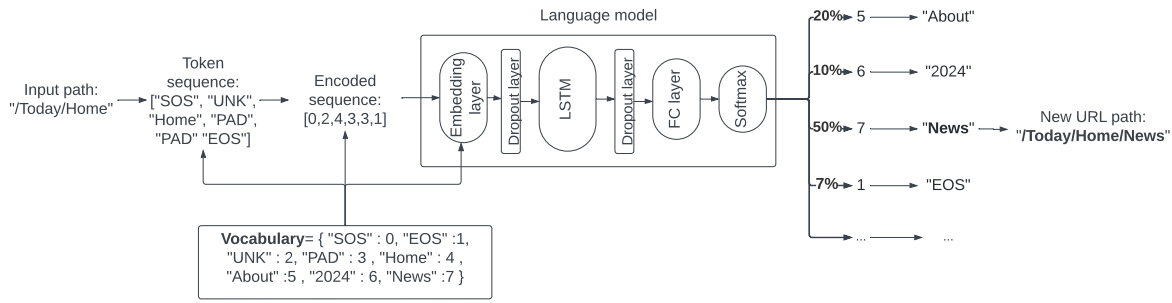 Language model
Input path:
"/Today/Home"
Token
sequence:
["SOS", "UNK",
"Home", "PAD",
"PAD" "EOS"]
Encoded
sequence:
[0,2,4,3,3,1]
Embedding
layer
Dropout layer
LSTM
Dropout layer
FC layer
Softmax
20% 5 "About"
10% 6 "2024"
50% 7 "News"
7% 1 "EOS"
... ...
New URL path:
"/Today/Home/News"
Vocabulary= { "SOS" : 0, "EOS" :1,
"UNK" : 2, "PAD" : 3 , "Home" : 4 ,
"About" :5 , "2024" : 6, "News" :7 }